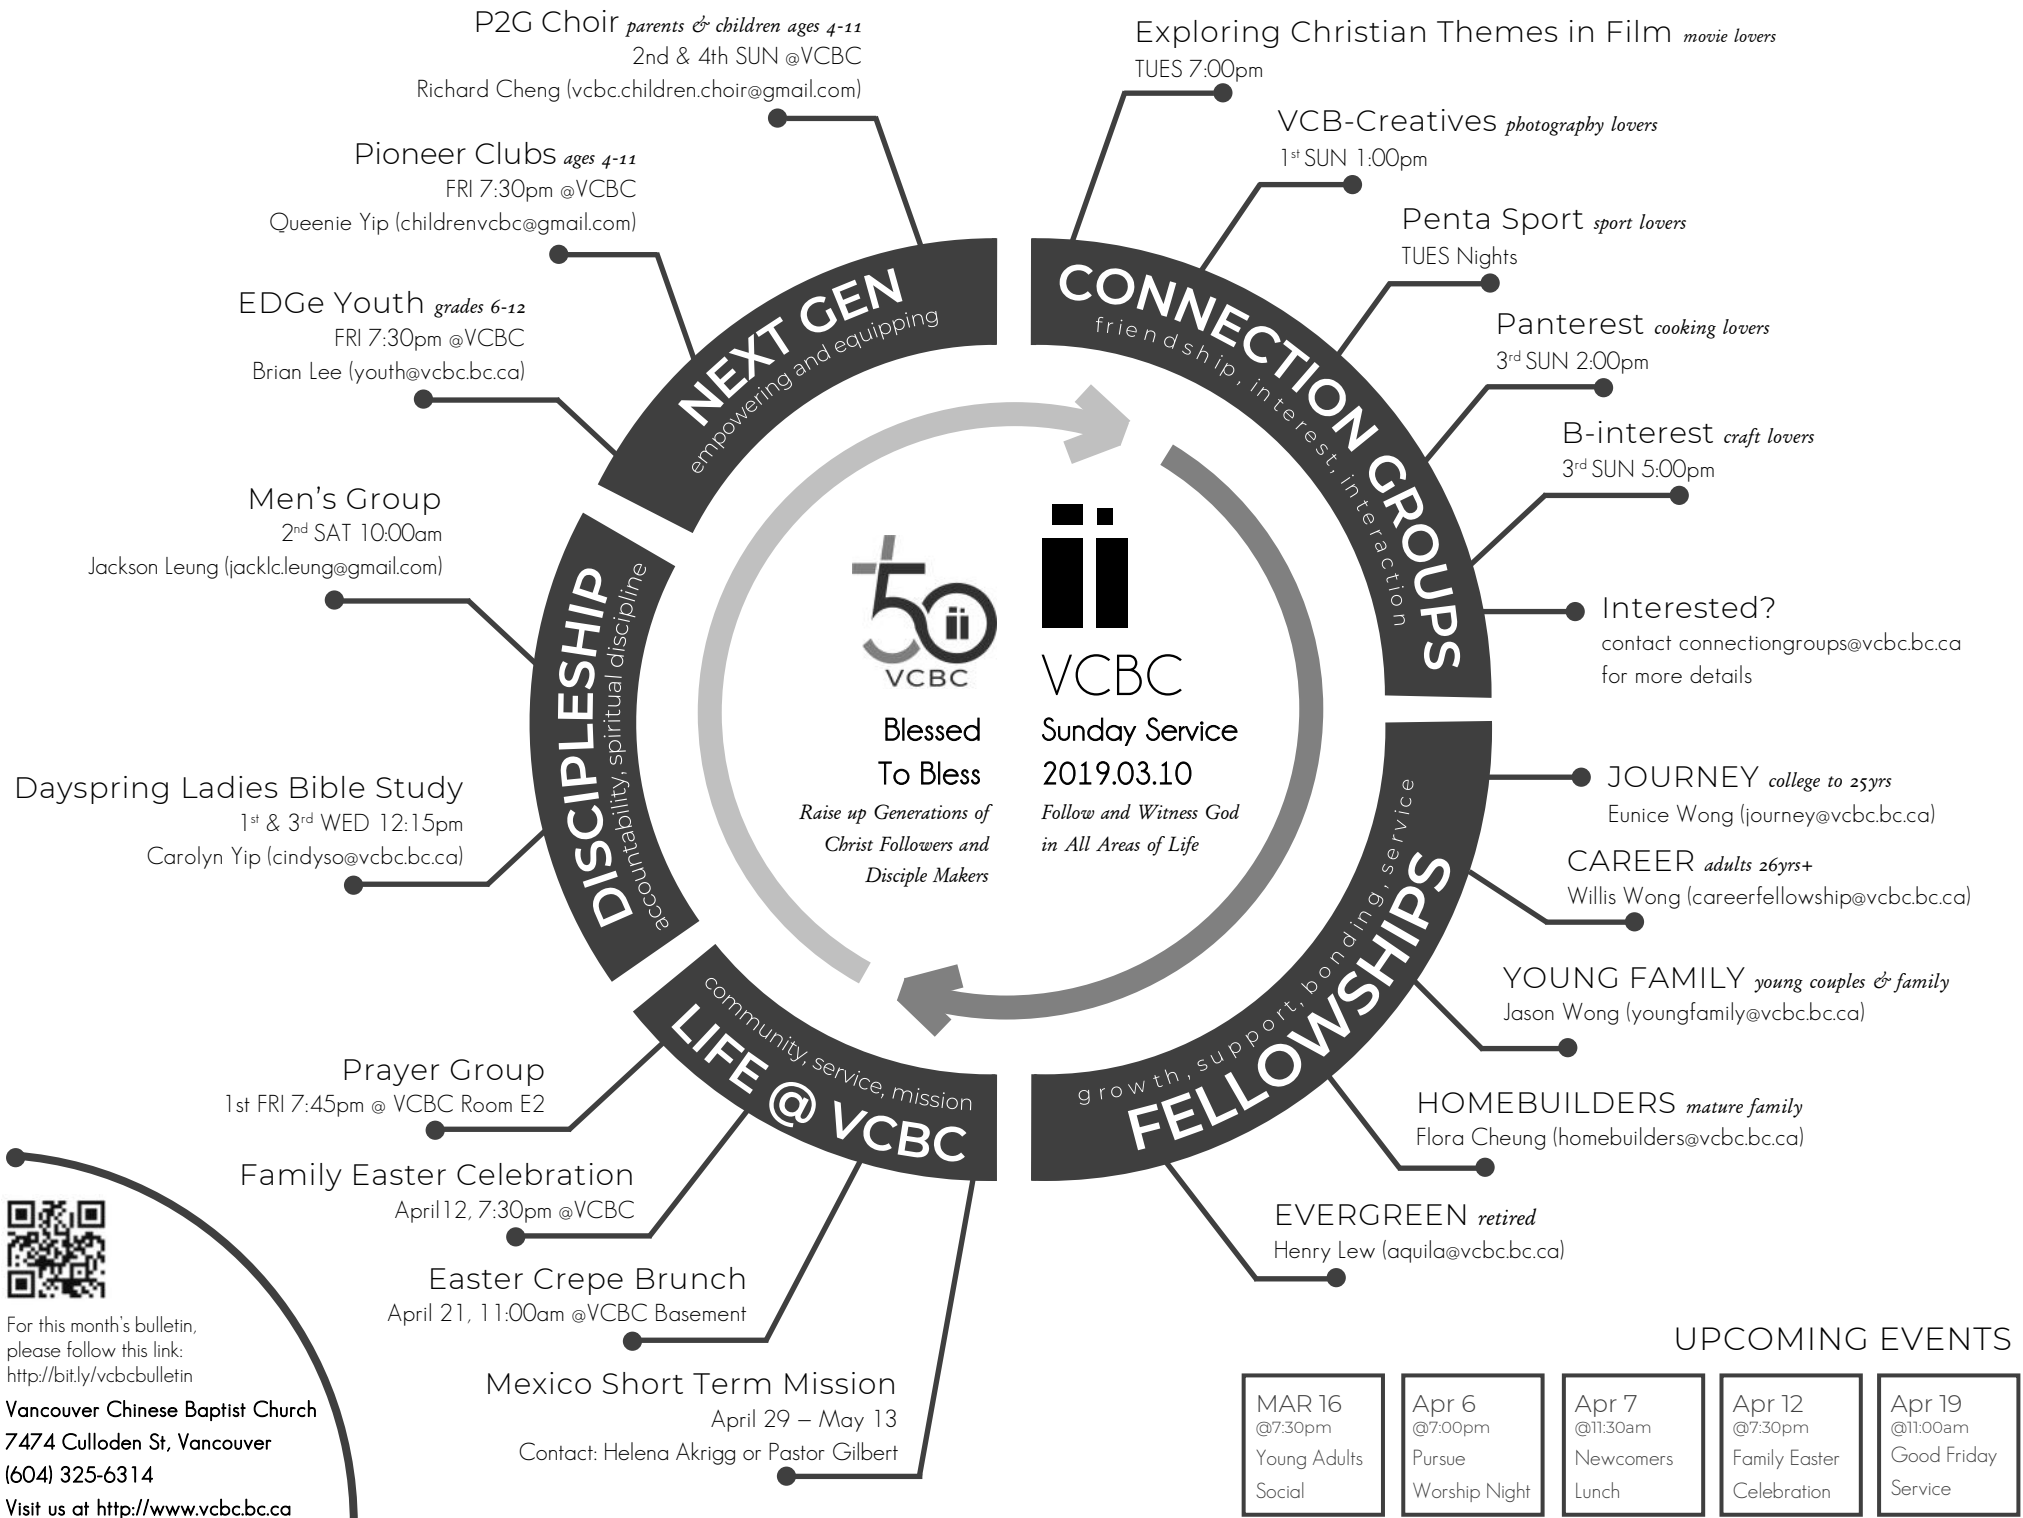 P2G Choir parents & children ages 4-11
2nd & 4th SUN @VCBC
Richard Cheng (vcbc.children.choir@gmail.com)
Pioneer Clubs ages 4-11
FRI 7:30pm @VCBC
Queenie Yip (childrenvcbc@gmail.com)
EDGe Youth grades 6-12
FRI 7:30pm @VCBC
Brian Lee (youth@vcbc.bc.ca)
NEXT GEN
empowering and equipping
Men's Group
2nd SAT 10:00am
Jackson Leung (jacklc.leung@gmail.com)
Dayspring Ladies Bible Study
1st & 3rd WED 12:15pm
Carolyn Yip (cindyso@vcbc.bc.ca)
DISCIPLESHIP
accountability, spiritual discipline
Prayer Group
1st FRI 7:45pm @ VCBC Room E2
Family Easter Celebration
April12, 7:30pm @VCBC
Easter Crepe Brunch
April 21, 11:00am @VCBC Basement
Mexico Short Term Mission
April 29 – May 13
Contact: Helena Akrigg or Pastor Gilbert
community, service, mission
LIFE @ VCBC
Exploring Christian Themes in Film movie lovers
TUES 7:00pm
VCB-Creatives photography lovers
1st SUN 1:00pm
Penta Sport sport lovers
TUES Nights
Panterest cooking lovers
3rd SUN 2:00pm
B-interest craft lovers
3rd SUN 5:00pm
Interested?
contact connectiongroups@vcbc.bc.ca
for more details
CONNECTION GROUPS
friendship, interest, interaction
JOURNEY college to 25yrs
Eunice Wong (journey@vcbc.bc.ca)
CAREER adults 26yrs+
Willis Wong (careerfellowship@vcbc.bc.ca)
YOUNG FAMILY young couples & family
Jason Wong (youngfamily@vcbc.bc.ca)
HOMEBUILDERS mature family
Flora Cheung (homebuilders@vcbc.bc.ca)
EVERGREEN retired
Henry Lew (aquila@vcbc.bc.ca)
growth, support, bonding, service
FELLOWSHIPS
50
VCBC
Blessed
To Bless
Raise up Generations of
Christ Followers and
Disciple Makers
VCBC
Sunday Service
2019.03.10
Follow and Witness God
in All Areas of Life
For this month's bulletin,
please follow this link:
http://bit.ly/vcbcbulletin
Vancouver Chinese Baptist Church
7474 Culloden St, Vancouver
(604) 325-6314
Visit us at http://www.vcbc.bc.ca
UPCOMING EVENTS
MAR 16
@7:30pm
Young Adults
Social
Apr 6
@7:00pm
Pursue
Worship Night
Apr 7
@11:30am
Newcomers
Lunch
Apr 12
@7:30pm
Family Easter
Celebration
Apr 19
@11:00am
Good Friday
Service